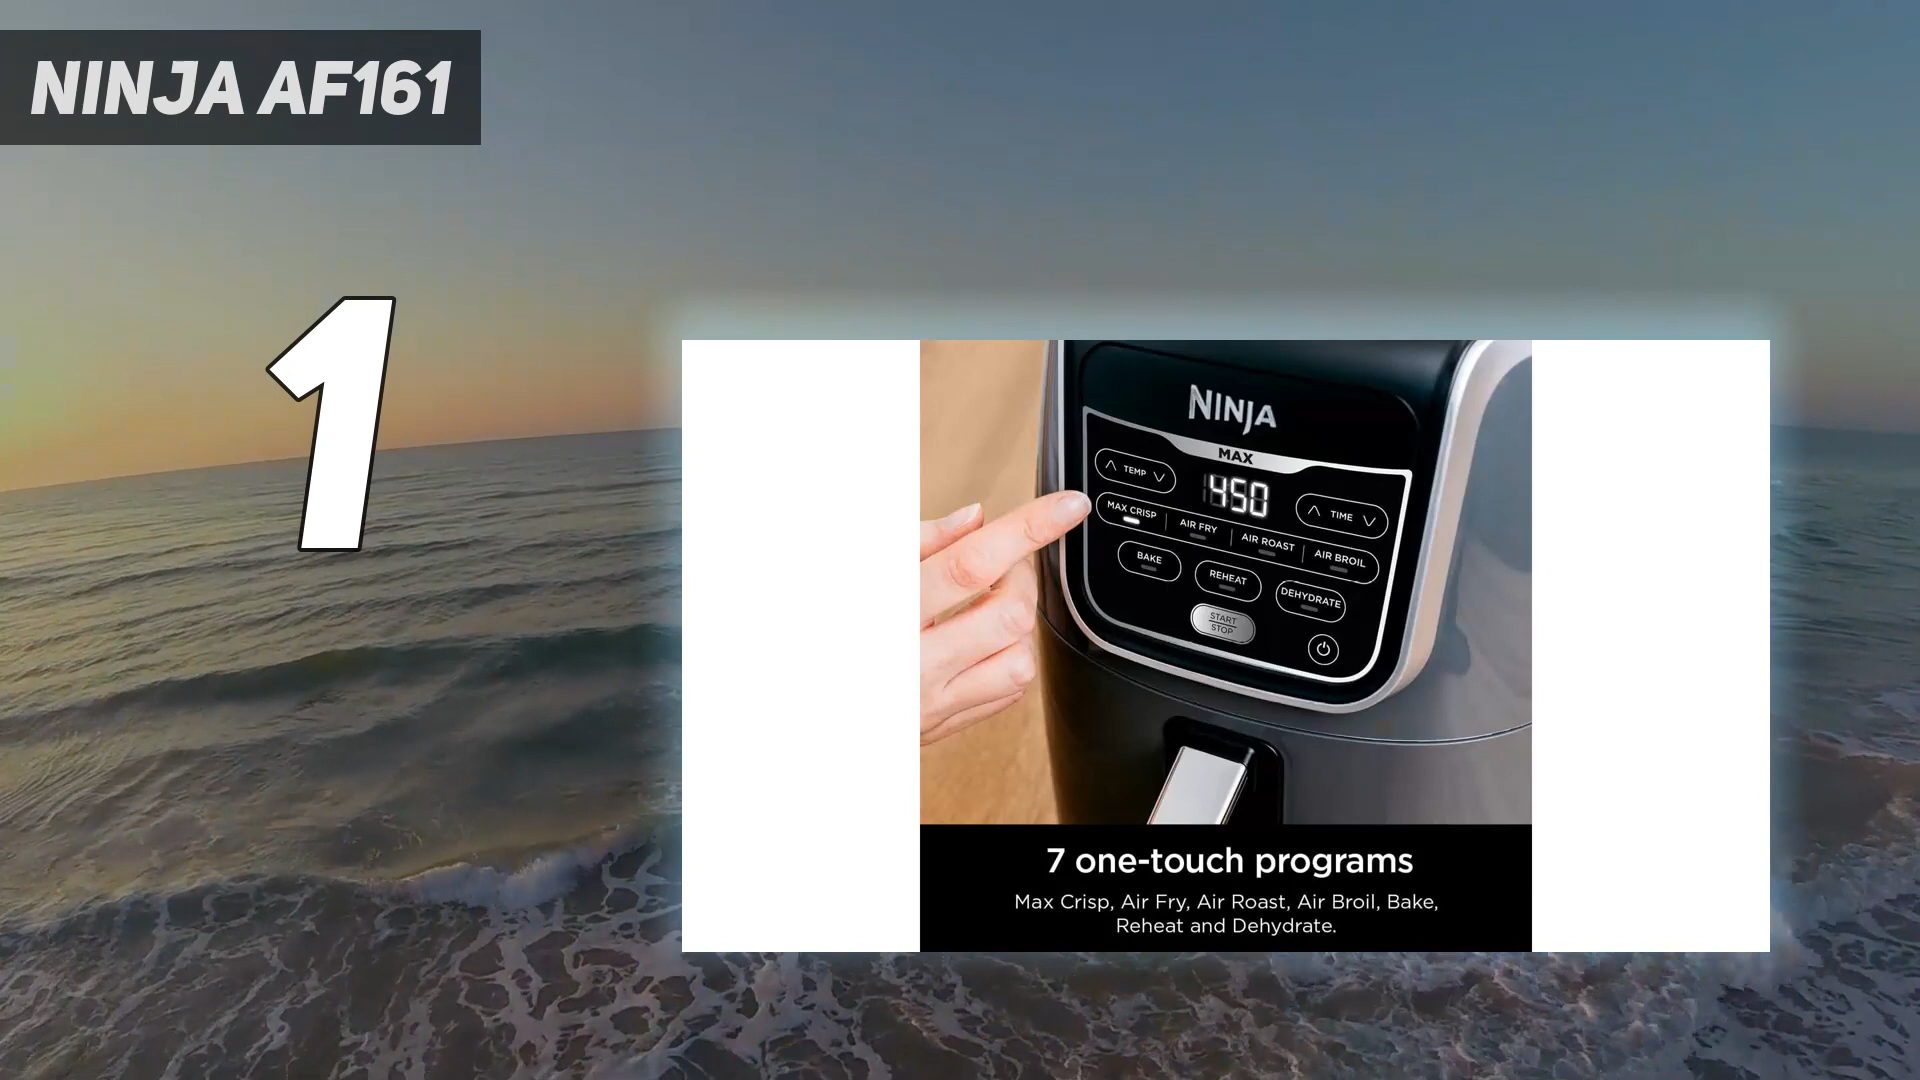 NINJA AF161
1
NINJA
MAX
TEMP
450
TIME
MAX CRISP
AIR FRY
AIR ROAST
AIR BROIL
BAKE
REHEAT
DEHYDRATE
START
STOP
7 one-touch programs
Max Crisp, Air Fry, Air Roast, Air Broil, Bake,
Reheat and Dehydrate.